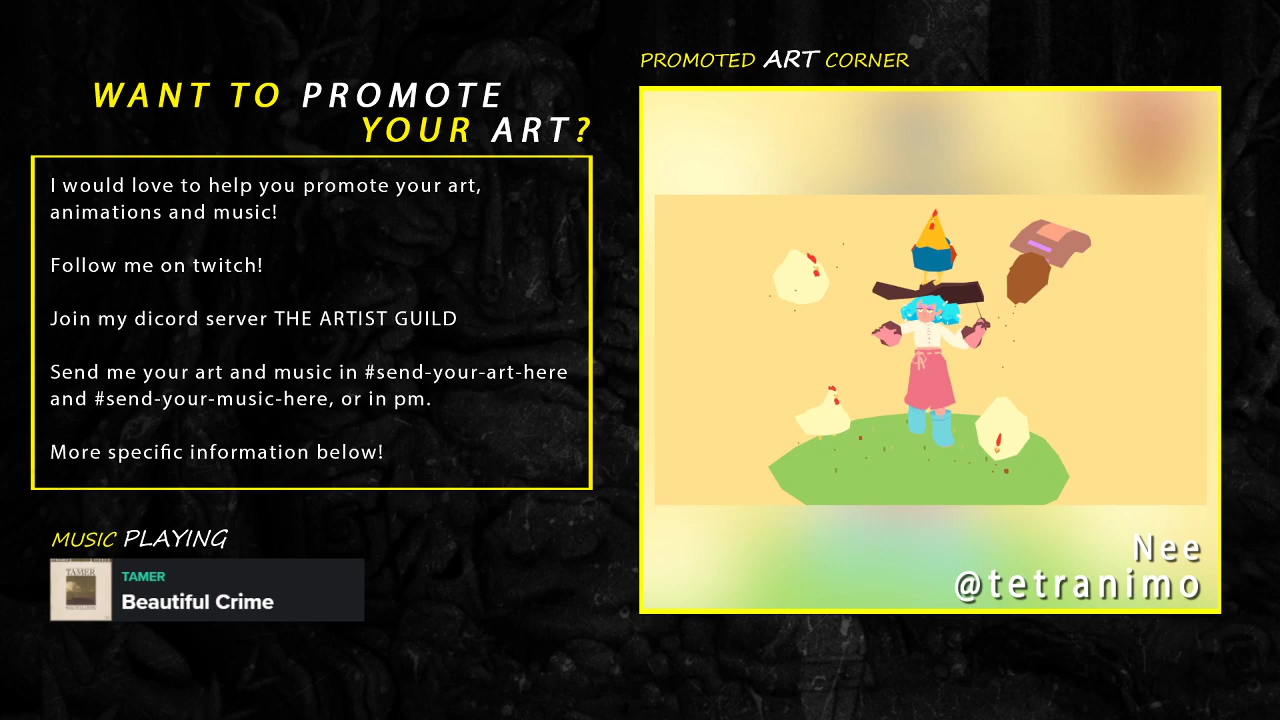 WANT TO PROMOTE
YOUR ART?
I would love to help you promote your art,
animations and music!
Follow me on twitch!
Join my dicord server THE ARTIST GUILD
Send me your art and music in #send-your-art-here
and #send-your-music-here, or in pm.
More specific information below!
MUSIC PLAYING
TAMER
TAMER
Beautiful Crime
PROMOTED ART CORNER
Nee
@tetranimo